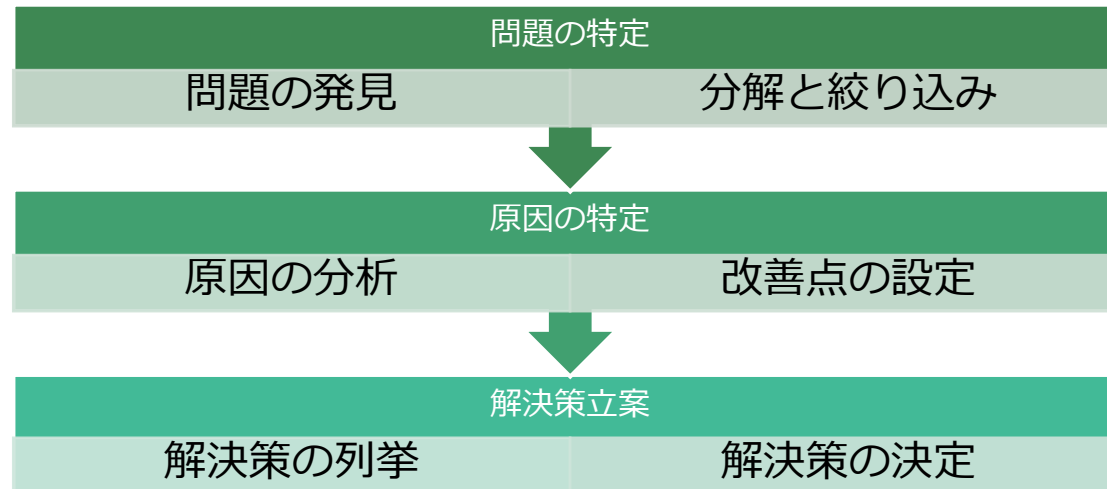 問題の特定
問題の発見 分解と絞り込み
原因の特定
原因の分析 改善点の設定
解決策立案
解決策の列挙 解決策の決定